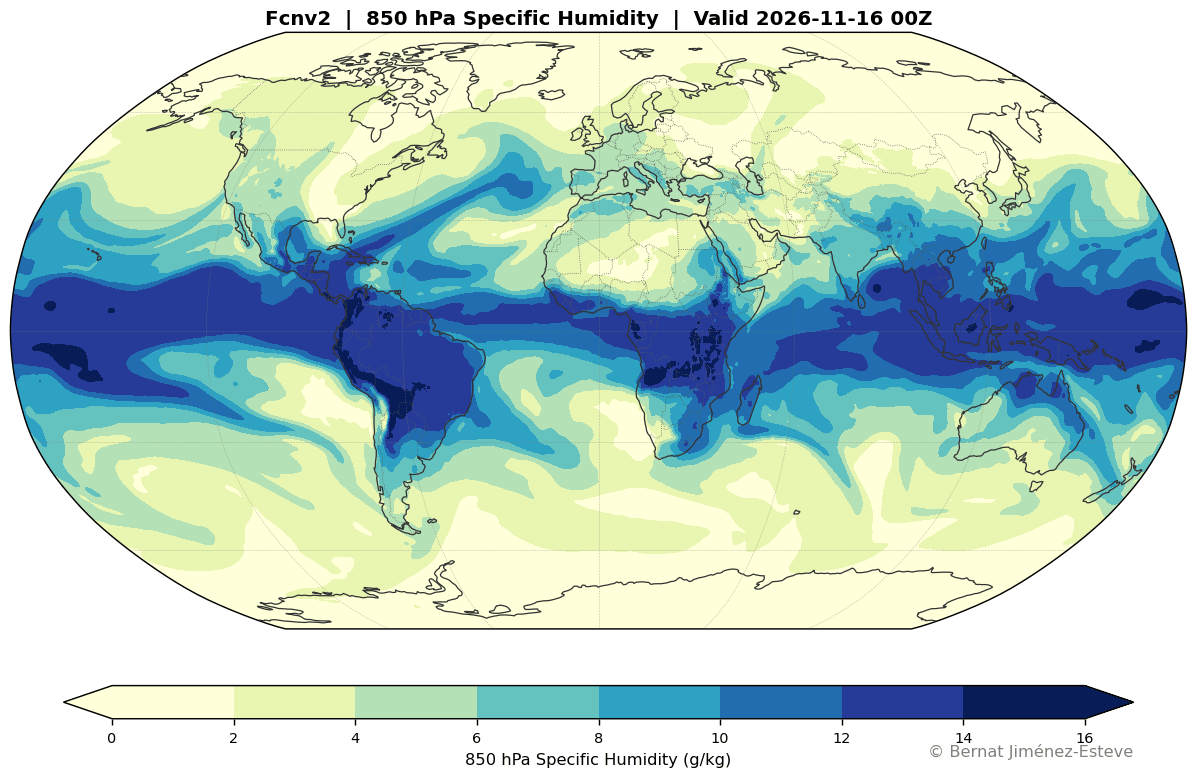 Fcnv2 | 850 hPa Specific Humidity | Valid 2026-11-16 00Z
0 2 4 6 8 10 12 14 16
850 hPa Specific Humidity (g/kg)
© Bernat Jiménez-Esteve